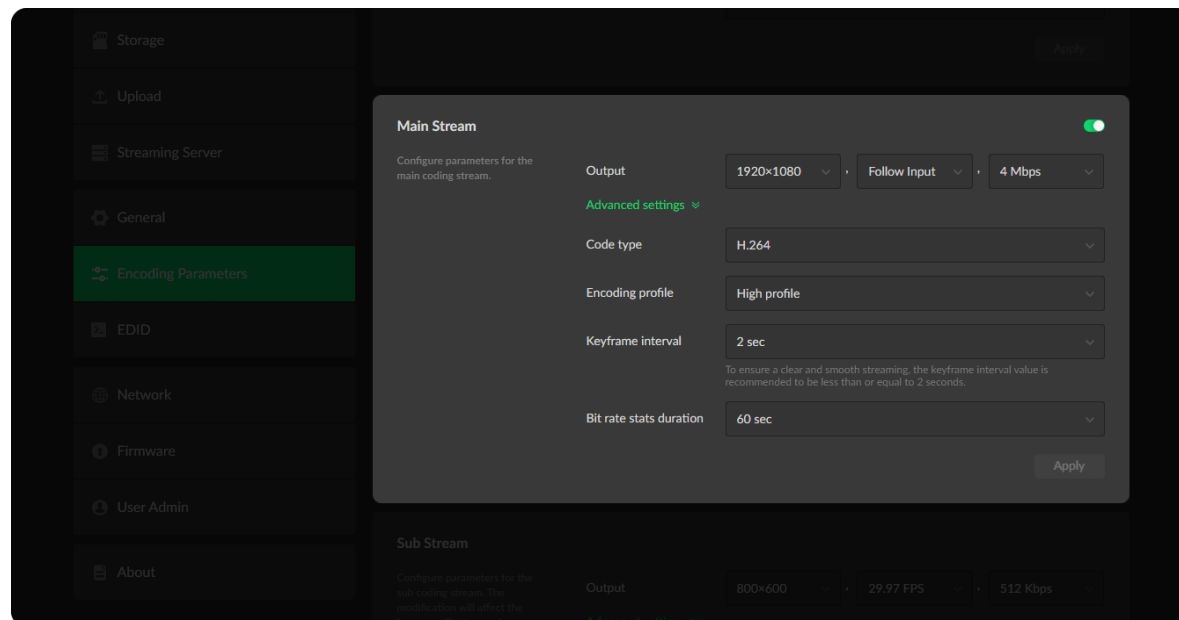 Storage
Apply
Upload
Main Stream
Configure parameters for the
main coding stream.
Output
1920×1080 , Follow Input , 4 Mbps
Streaming Server
Advanced settings
General
Code type
H.264
Encoding Parameters
Encoding profile
High profile
EDID
Keyframe interval
2 sec
To ensure a clear and smooth streaming, the keyframe interval value is
recommended to be less than or equal to 2 seconds.
Network
Bit rate stats duration
60 sec
Firmware
Apply
User Admin
Sub Stream
About
Configure parameters for the
sub coding stream. The
modification will affect the
Output
800×600 , 29.97 FPS , 512 Kbps